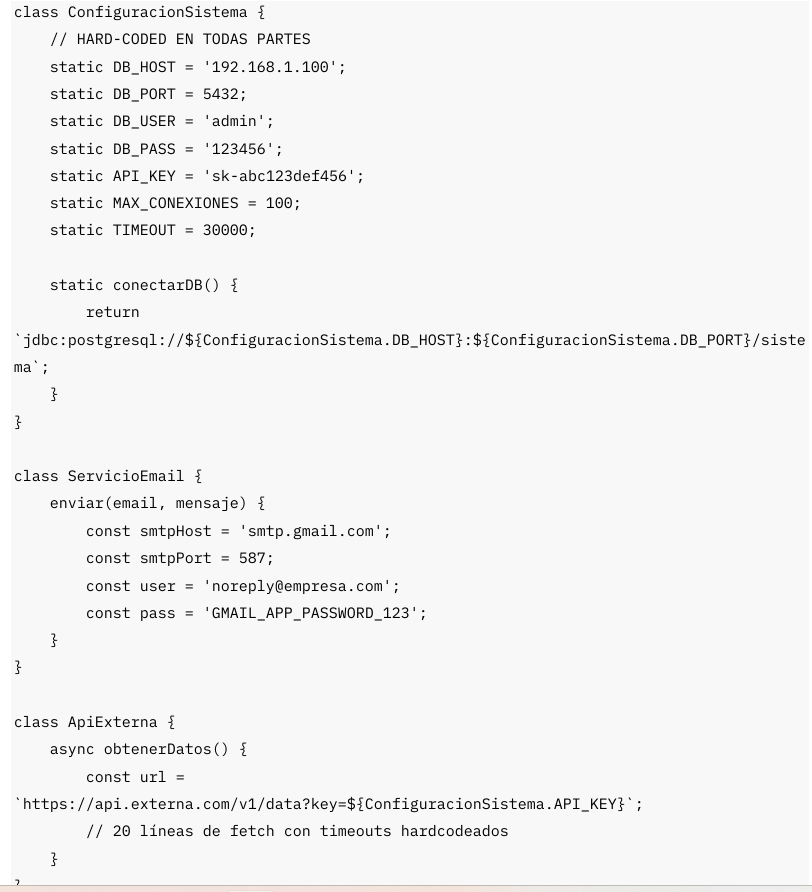 class ConfiguracionSistema {
    // HARD-CODED EN TODAS PARTES
    static DB_HOST = '192.168.1.100';
    static DB_PORT = 5432;
    static DB_USER = 'admin';
    static DB_PASS = '123456';
    static API_KEY = 'sk-abc123def456';
    static MAX_CONEXIONES = 100;
    static TIMEOUT = 30000;

    static conectarDB() {
        return
`jdbc:postgresql://${ConfiguracionSistema.DB_HOST}:${ConfiguracionSistema.DB_PORT}/siste
ma`;
    }
}

class ServicioEmail {
    enviar(email, mensaje) {
        const smtpHost = 'smtp.gmail.com';
        const smtpPort = 587;
        const user = 'noreply@empresa.com';
        const pass = 'GMAIL_APP_PASSWORD_123';
    }
}

class ApiExterna {
    async obtenerDatos() {
        const url =
`https://api.externa.com/v1/data?key=${ConfiguracionSistema.API_KEY}`;
        // 20 líneas de fetch con timeouts hardcodeados
    }
}